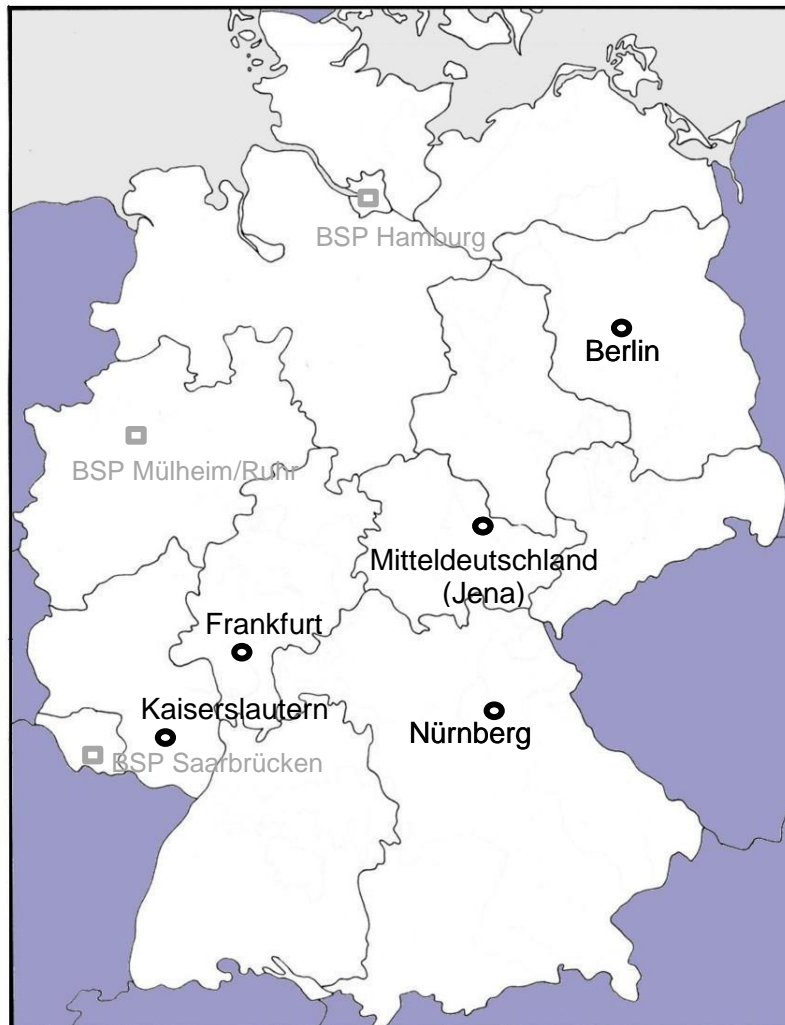 BSP Hamburg
Berlin
BSP Mülheim/Ruhr
Mitteldeutschland
(Jena)
Frankfurt
Kaiserslautern
Nürnberg
BSP Saarbrücken